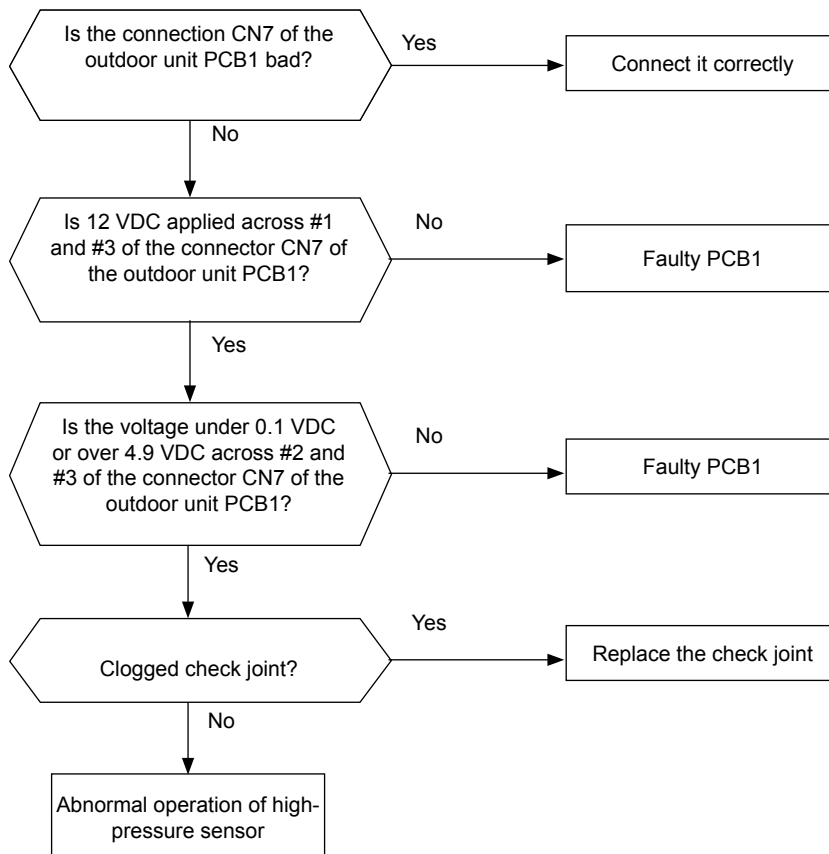 Is the connection CN7 of the
outdoor unit PCB1 bad?
Yes
Connect it correctly
No
Is 12 VDC applied across #1
and #3 of the connector CN7 of
the outdoor unit PCB1?
No
Faulty PCB1
Yes
Is the voltage under 0.1 VDC
or over 4.9 VDC across #2 and
#3 of the connector CN7 of the
outdoor unit PCB1?
No
Faulty PCB1
Yes
Clogged check joint?
Yes
Replace the check joint
No
Abnormal operation of high-
pressure sensor